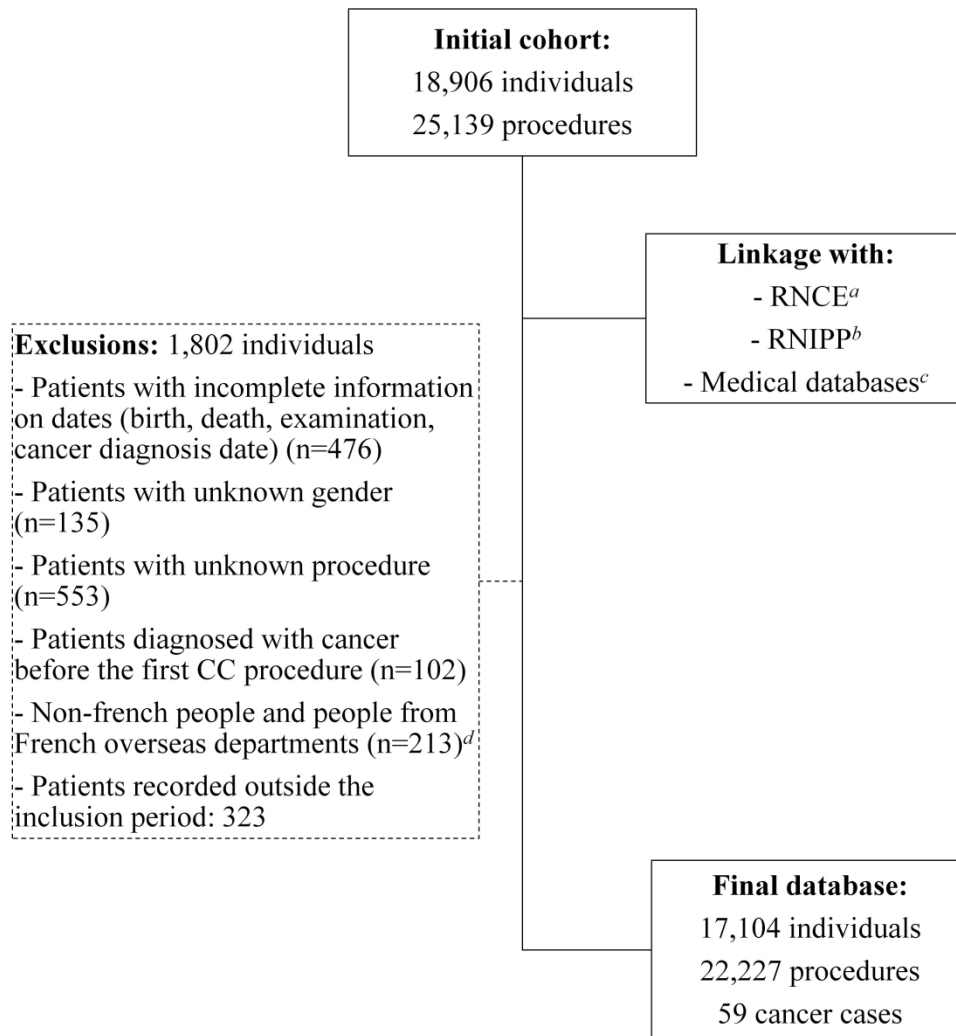 Initial cohort:
18,906 individuals
25,139 procedures
Linkage with:
- RNCEa
- RNIPPb
- Medical databasesc
Exclusions: 1,802 individuals
- Patients with incomplete information
on dates (birth, death, examination,
cancer diagnosis date) (n=476)
- Patients with unknown gender
(n=135)
- Patients with unknown procedure
(n=553)
- Patients diagnosed with cancer
before the first CC procedure (n=102)
- Non-french people and people from
French overseas departments (n=213)d
- Patients recorded outside the
inclusion period: 323
Final database:
17,104 individuals
22,227 procedures
59 cancer cases